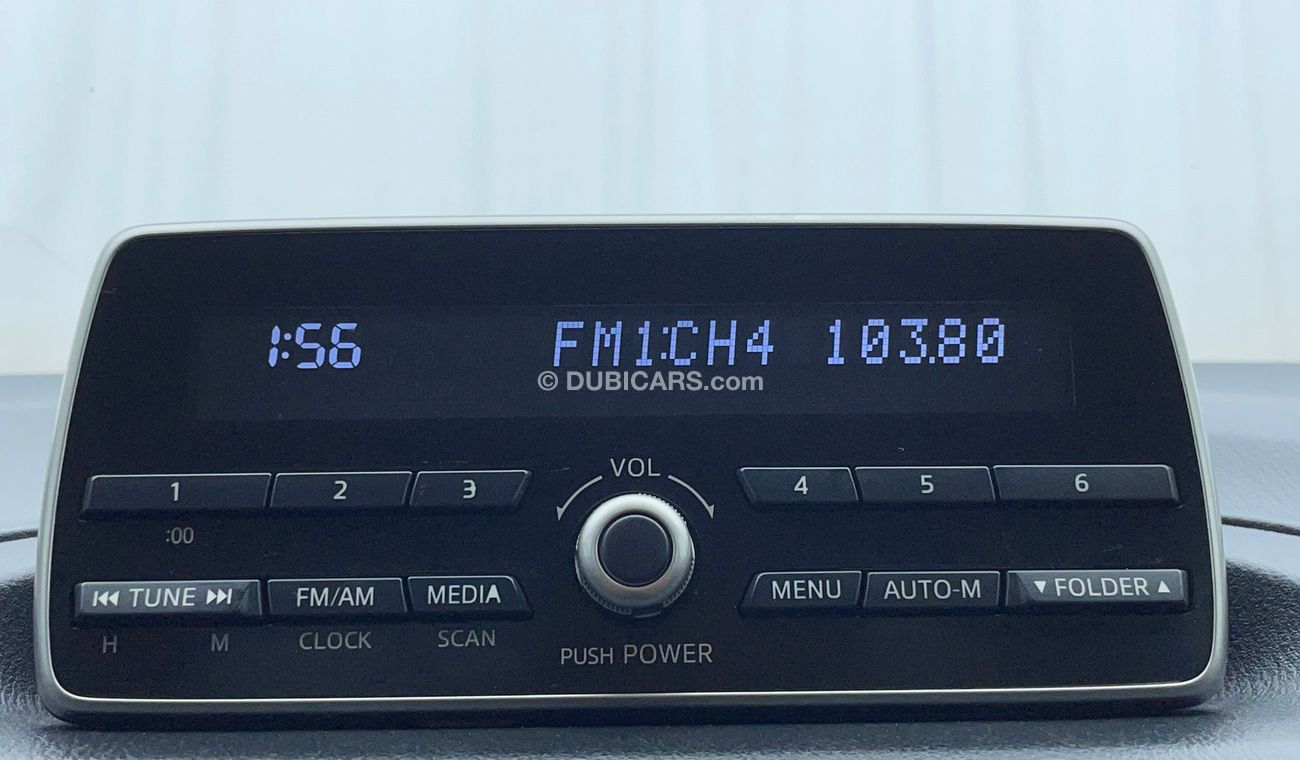 1:56 FM1:CH4 103.80
© DUBICARS.com
VOL
1 2 3 4 5 6
:00
⏮ TUNE ⏭ FM/AM MEDIA MENU AUTO-M ▼ FOLDER ▲
H M CLOCK SCAN
PUSH POWER